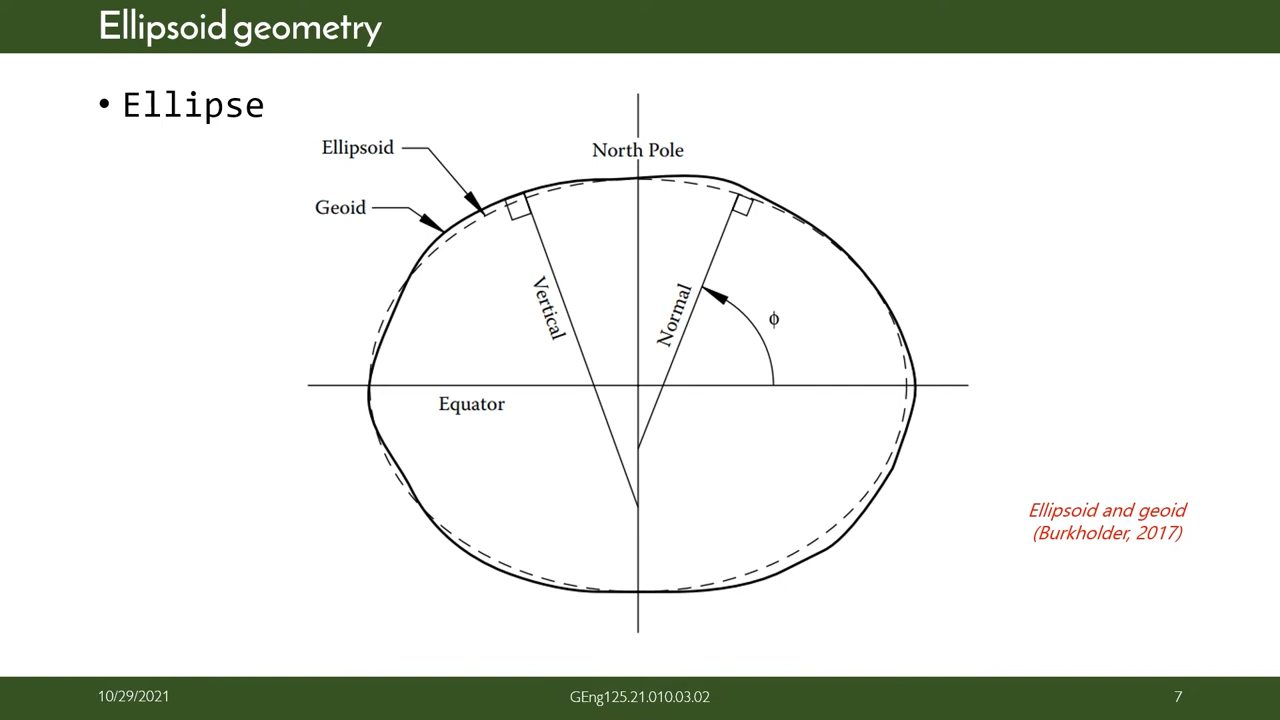 Ellipsoid geometry
• Ellipse
Ellipsoid
North Pole
Geoid
Vertical
Normal
ϕ
Equator
Ellipsoid and geoid
(Burkholder, 2017)
10/29/2021
GEng125.21.010.03.02
7